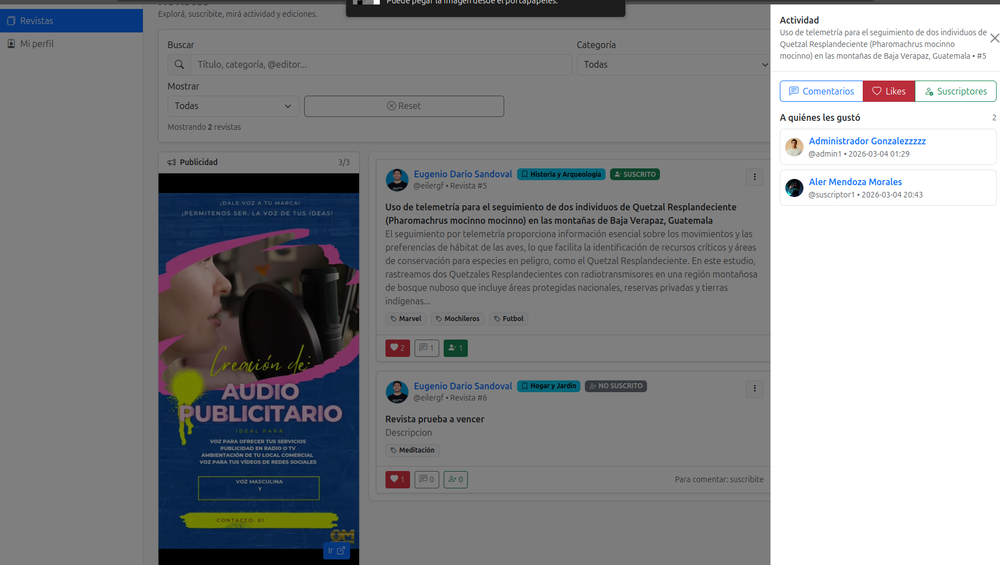 Puede pegar la imagen desde el portapapeles.
Revistas
Mi perfil
Explorá, suscribite, mirá actividad y ediciones.
Buscar
Título, categoría, @editor...
Categoría
Todas
Mostrar
Todas
Reset
Mostrando 2 revistas
Publicidad
3/3
¡DALE VOZ A TU MARCA!
¡PERMITENOS SER, LA VOZ DE TUS IDEAS!
Creación de:
AUDIO
PUBLICITARIO
IDEAL PARA:
VOZ PARA OFRECER TUS SERVICIOS
PUBLICIDAD EN RADIO O TV
AMBIENTACIÓN DE TU LOCAL COMERCIAL
VOZ PARA TUS VÍDEOS DE REDES SOCIALES
VOZ MASCULINA
Y
CONTACTO: 81
Ir
Eugenio Dario Sandoval
Historia y Arqueología
SUSCRITO
@eilergf • Revista #5
Uso de telemetría para el seguimiento de dos individuos de Quetzal Resplandeciente
(Pharomachrus mocinno mocinno) en las montañas de Baja Verapaz, Guatemala
El seguimiento por telemetría proporciona información esencial sobre los movimientos y las
preferencias de hábitat de las aves, lo que facilita la identificación de recursos críticos y áreas
de conservación para especies en peligro, como el Quetzal Resplandeciente. En este estudio,
rastreamos dos Quetzales Resplandecientes con radiotransmisores en una región montañosa
de bosque nuboso que incluye áreas protegidas nacionales, reservas privadas y tierras
indígenas...
Marvel
Mochileros
Futbol
2
1
1
Eugenio Dario Sandoval
Hogar y Jardin
NO SUSCRITO
@eilergf • Revista #6
Revista prueba a vencer
Descripcion
Meditación
1
0
0
Para comentar: suscribite
Actividad
Uso de telemetría para el seguimiento de dos individuos de
Quetzal Resplandeciente (Pharomachrus mocinno
mocinno) en las montañas de Baja Verapaz, Guatemala • #5
Comentarios
Likes
Suscriptores
A quiénes les gustó
2
Administrador Gonzalezzzzz
@admin1 • 2026-03-04 01:29
Aler Mendoza Morales
@suscriptor1 • 2026-03-04 20:43